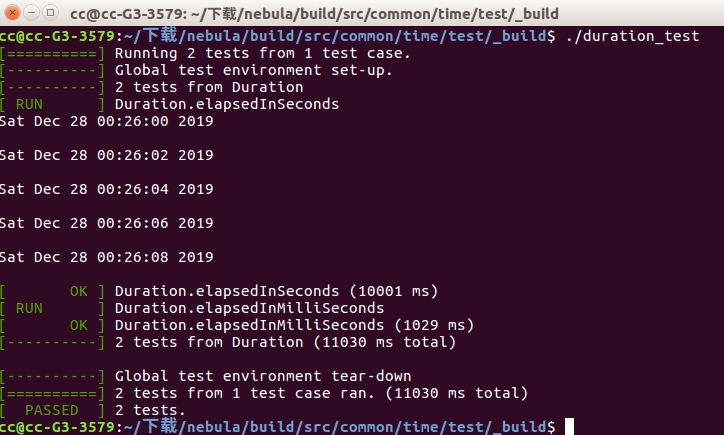 cc@cc-G3-3579: ~/下载/nebula/build/src/common/time/test/_build
cc@cc-G3-3579:~/下载/nebula/build/src/common/time/test/_build$ ./duration_test
[==========] Running 2 tests from 1 test case.
[----------] Global test environment set-up.
[----------] 2 tests from Duration
[ RUN      ] Duration.elapsedInSeconds
Sat Dec 28 00:26:00 2019
Sat Dec 28 00:26:02 2019
Sat Dec 28 00:26:04 2019
Sat Dec 28 00:26:06 2019
Sat Dec 28 00:26:08 2019
[       OK ] Duration.elapsedInSeconds (10001 ms)
[ RUN      ] Duration.elapsedInMilliSeconds
[       OK ] Duration.elapsedInMilliSeconds (1029 ms)
[----------] 2 tests from Duration (11030 ms total)
[----------] Global test environment tear-down
[==========] 2 tests from 1 test case ran. (11030 ms total)
[  PASSED  ] 2 tests.
cc@cc-G3-3579:~/下载/nebula/build/src/common/time/test/_build$